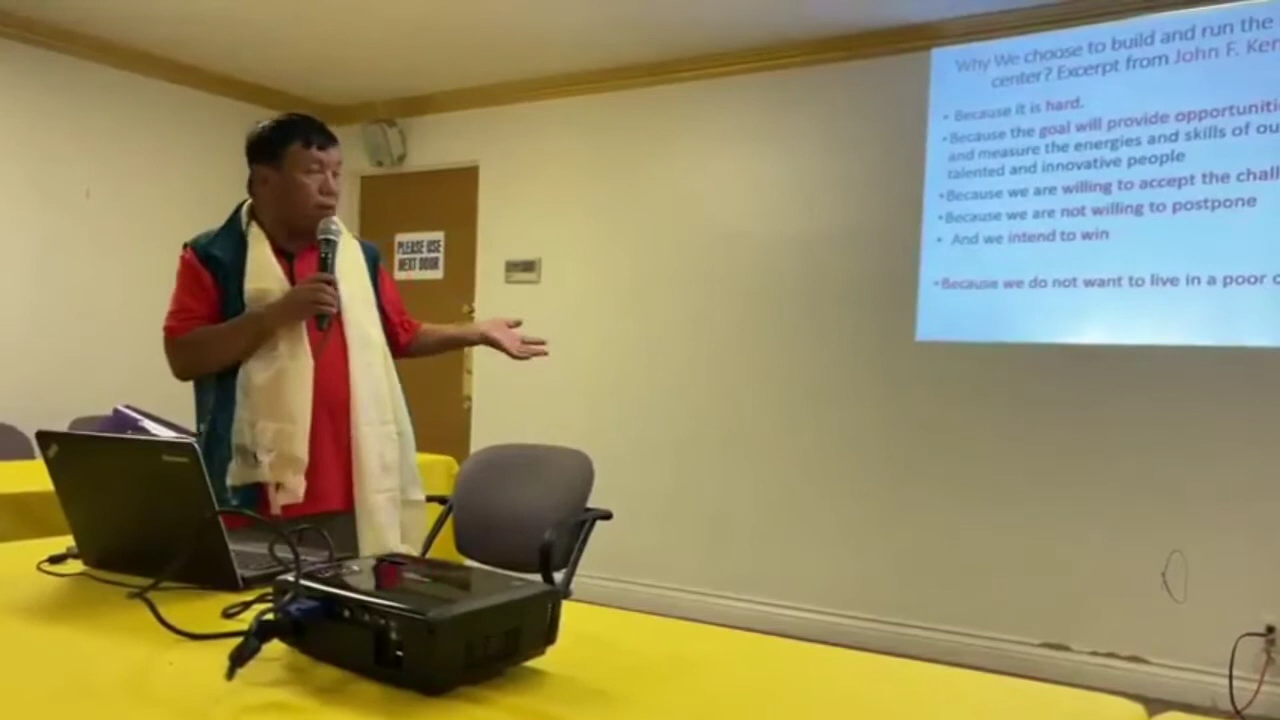 Why We choose to build and run the
center? Excerpt from John F. Ken
• Because it is hard.
•Because the goal will provide opportuniti
and measure the energies and skills of ou
talented and innovative people
•Because we are willing to accept the chall
•Because we are not willing to postpone
• And we intend to win
•Because we do not want to live in a poor c
PLEASE USE
NEXT DOOR